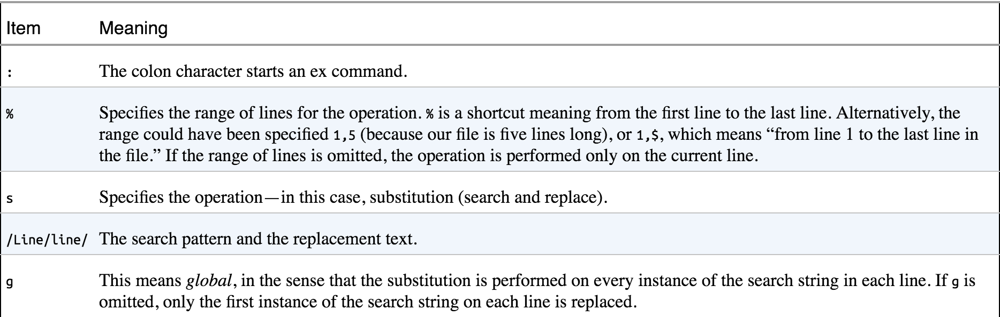 Item Meaning
: The colon character starts an ex command.
% Specifies the range of lines for the operation. % is a shortcut meaning from the first line to the last line. Alternatively, the
range could have been specified 1,5 (because our file is five lines long), or 1,$, which means “from line 1 to the last line in
the file.” If the range of lines is omitted, the operation is performed only on the current line.
s Specifies the operation—in this case, substitution (search and replace).
/Line/line/ The search pattern and the replacement text.
g This means global, in the sense that the substitution is performed on every instance of the search string in each line. If g is
omitted, only the first instance of the search string on each line is replaced.